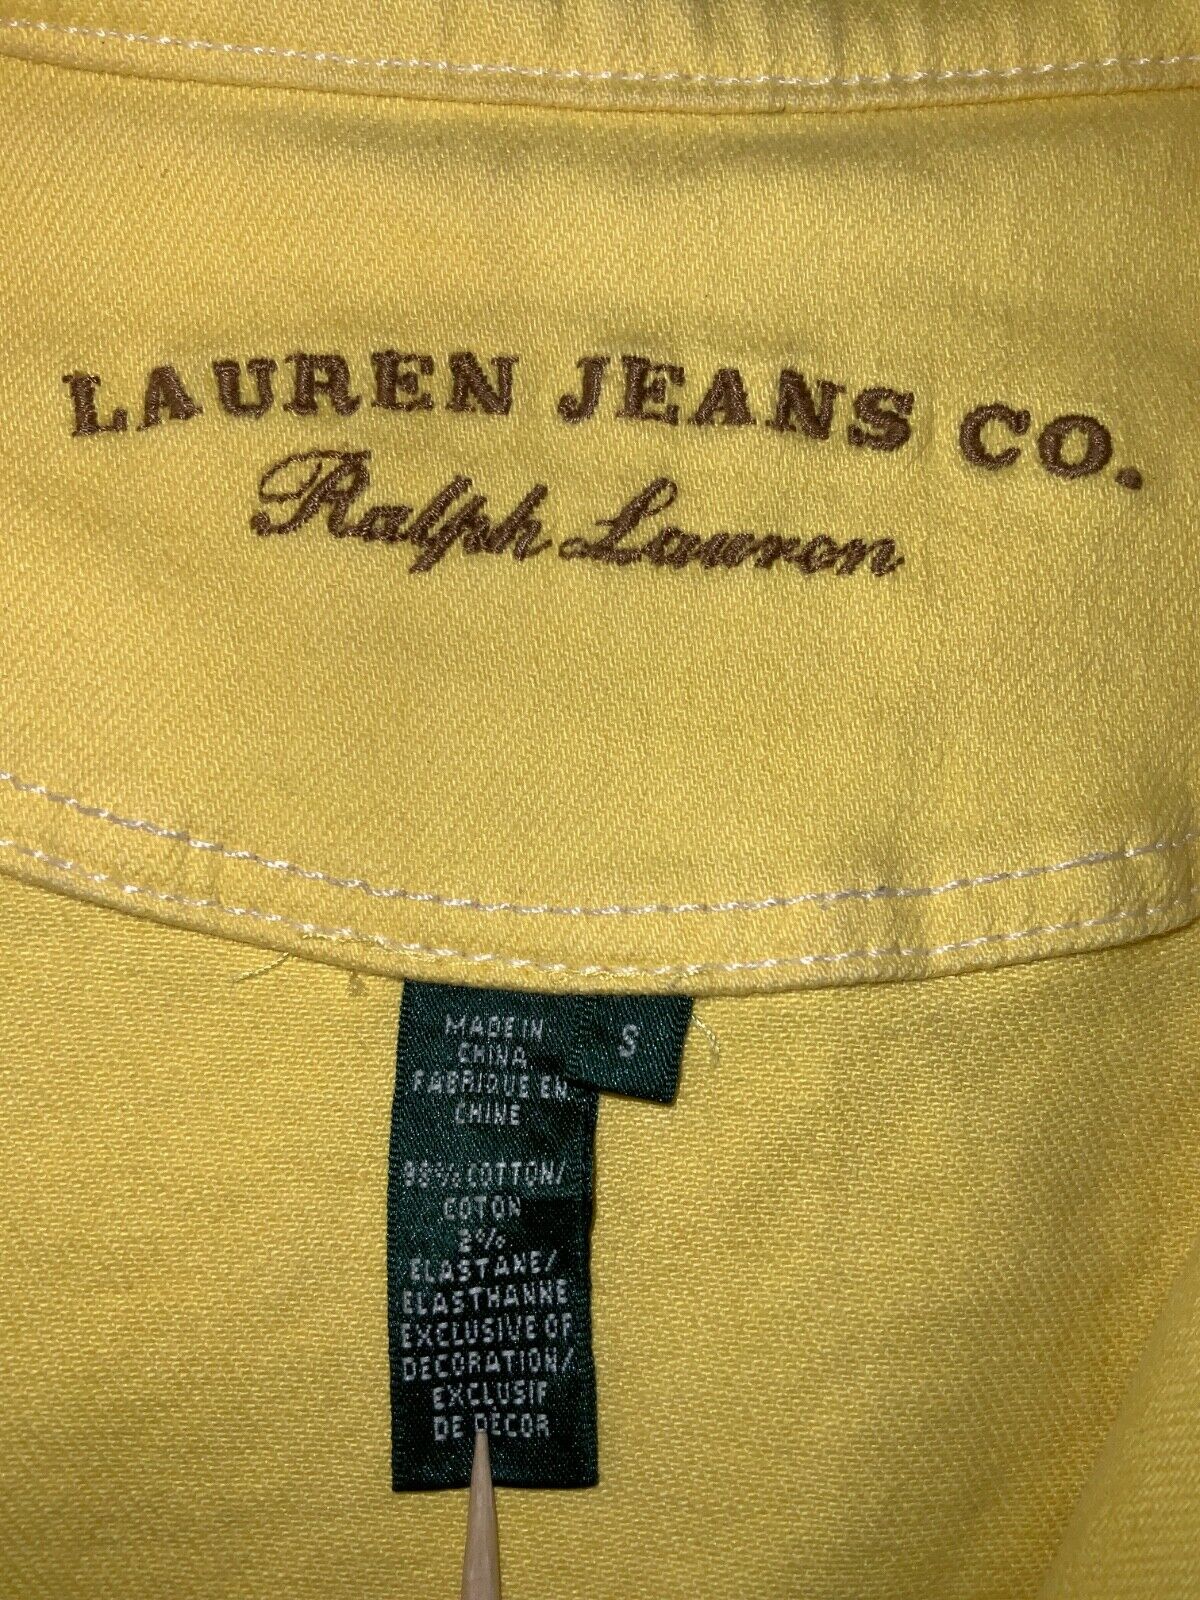 LAUREN JEANS CO.
Ralph Lauren
MADE IN
CHINA
FABRIQUE EN
CHINE
98% COTTON/
COTON
2%
ELASTANE/
ELASTHANNE
EXCLUSIVE OF
DECORATION/
EXCLUSIF
DE DÉCOR
S